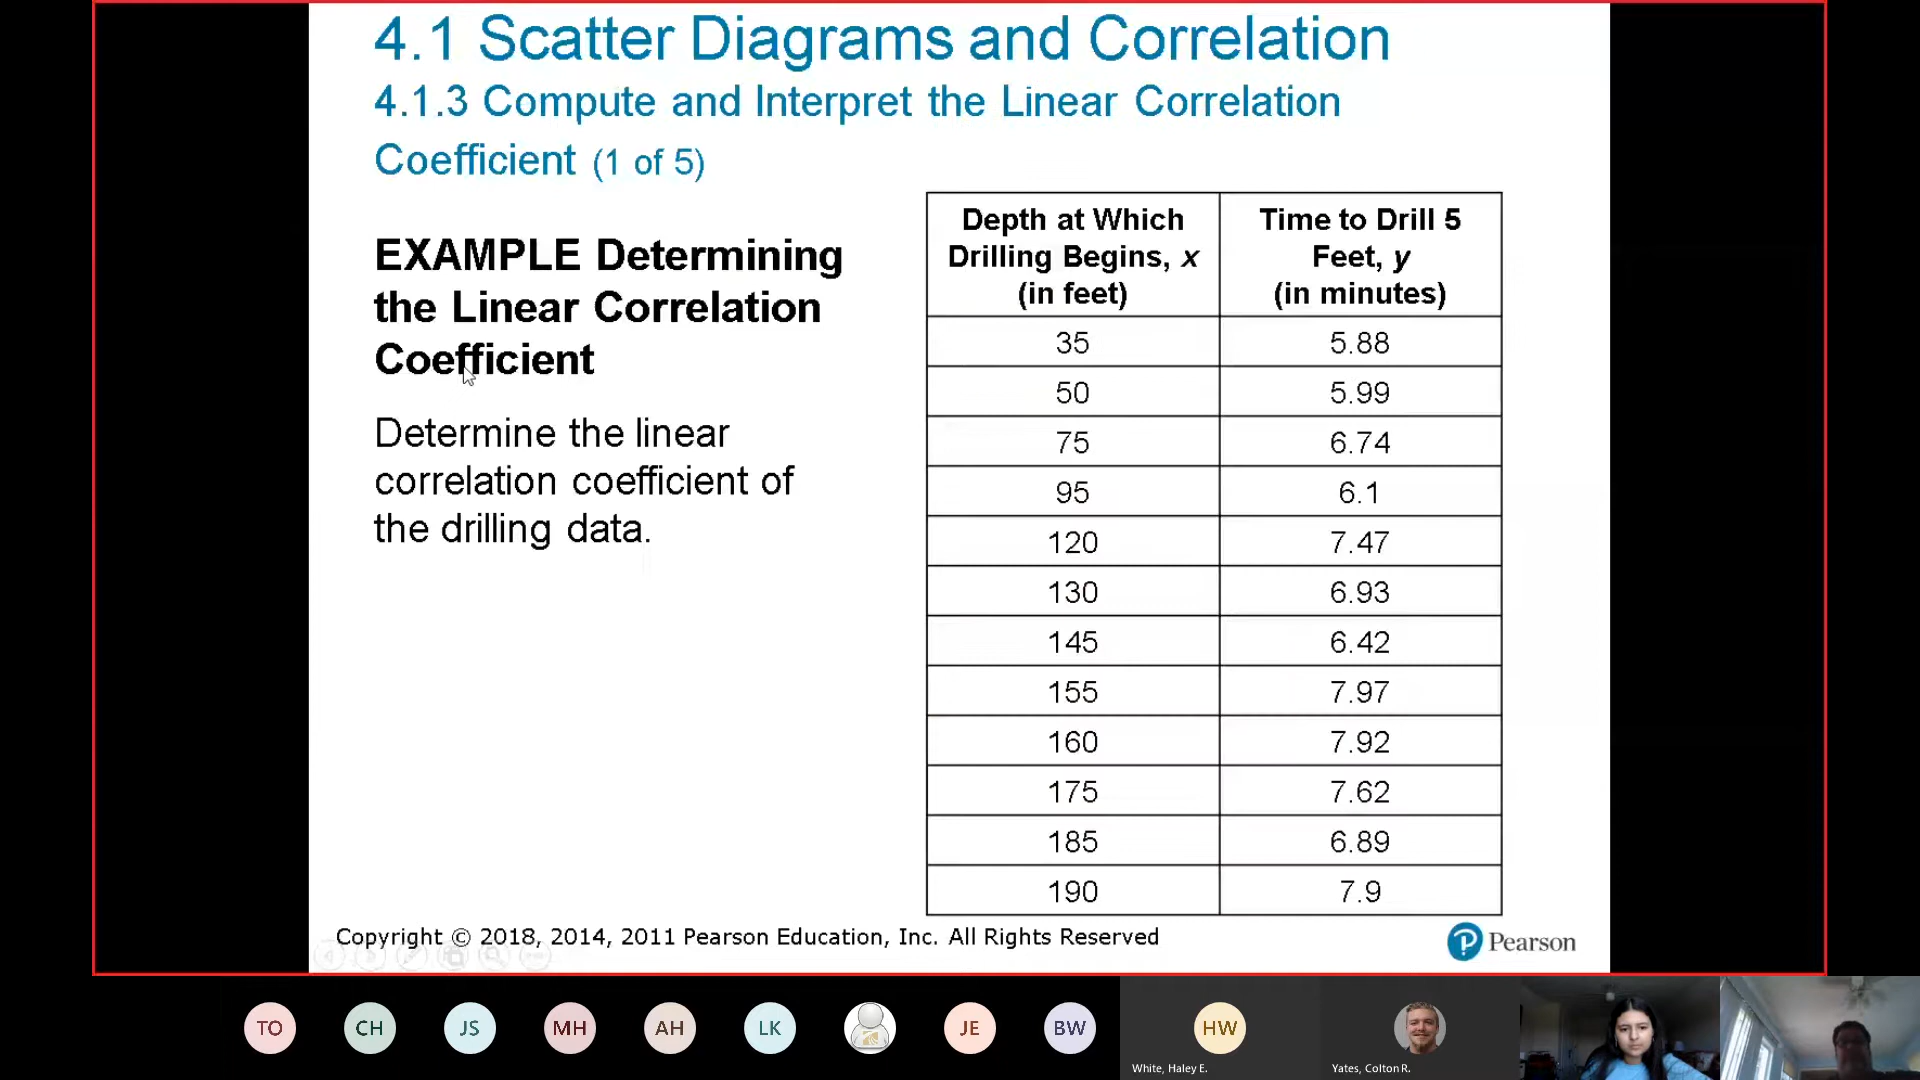 4.1 Scatter Diagrams and Correlation
4.1.3 Compute and Interpret the Linear Correlation
Coefficient (1 of 5)
EXAMPLE Determining
the Linear Correlation
Coefficient
Determine the linear
correlation coefficient of
the drilling data.
Depth at Which Time to Drill 5
Drilling Begins, x Feet, y
(in feet) (in minutes)
35 5.88
50 5.99
75 6.74
95 6.1
120 7.47
130 6.93
145 6.42
155 7.97
160 7.92
175 7.62
185 6.89
190 7.9
Copyright © 2018, 2014, 2011 Pearson Education, Inc. All Rights Reserved
P Pearson
TO CH JS MH AH LK JE BW HW
White, Haley E. Yates, Colton R.